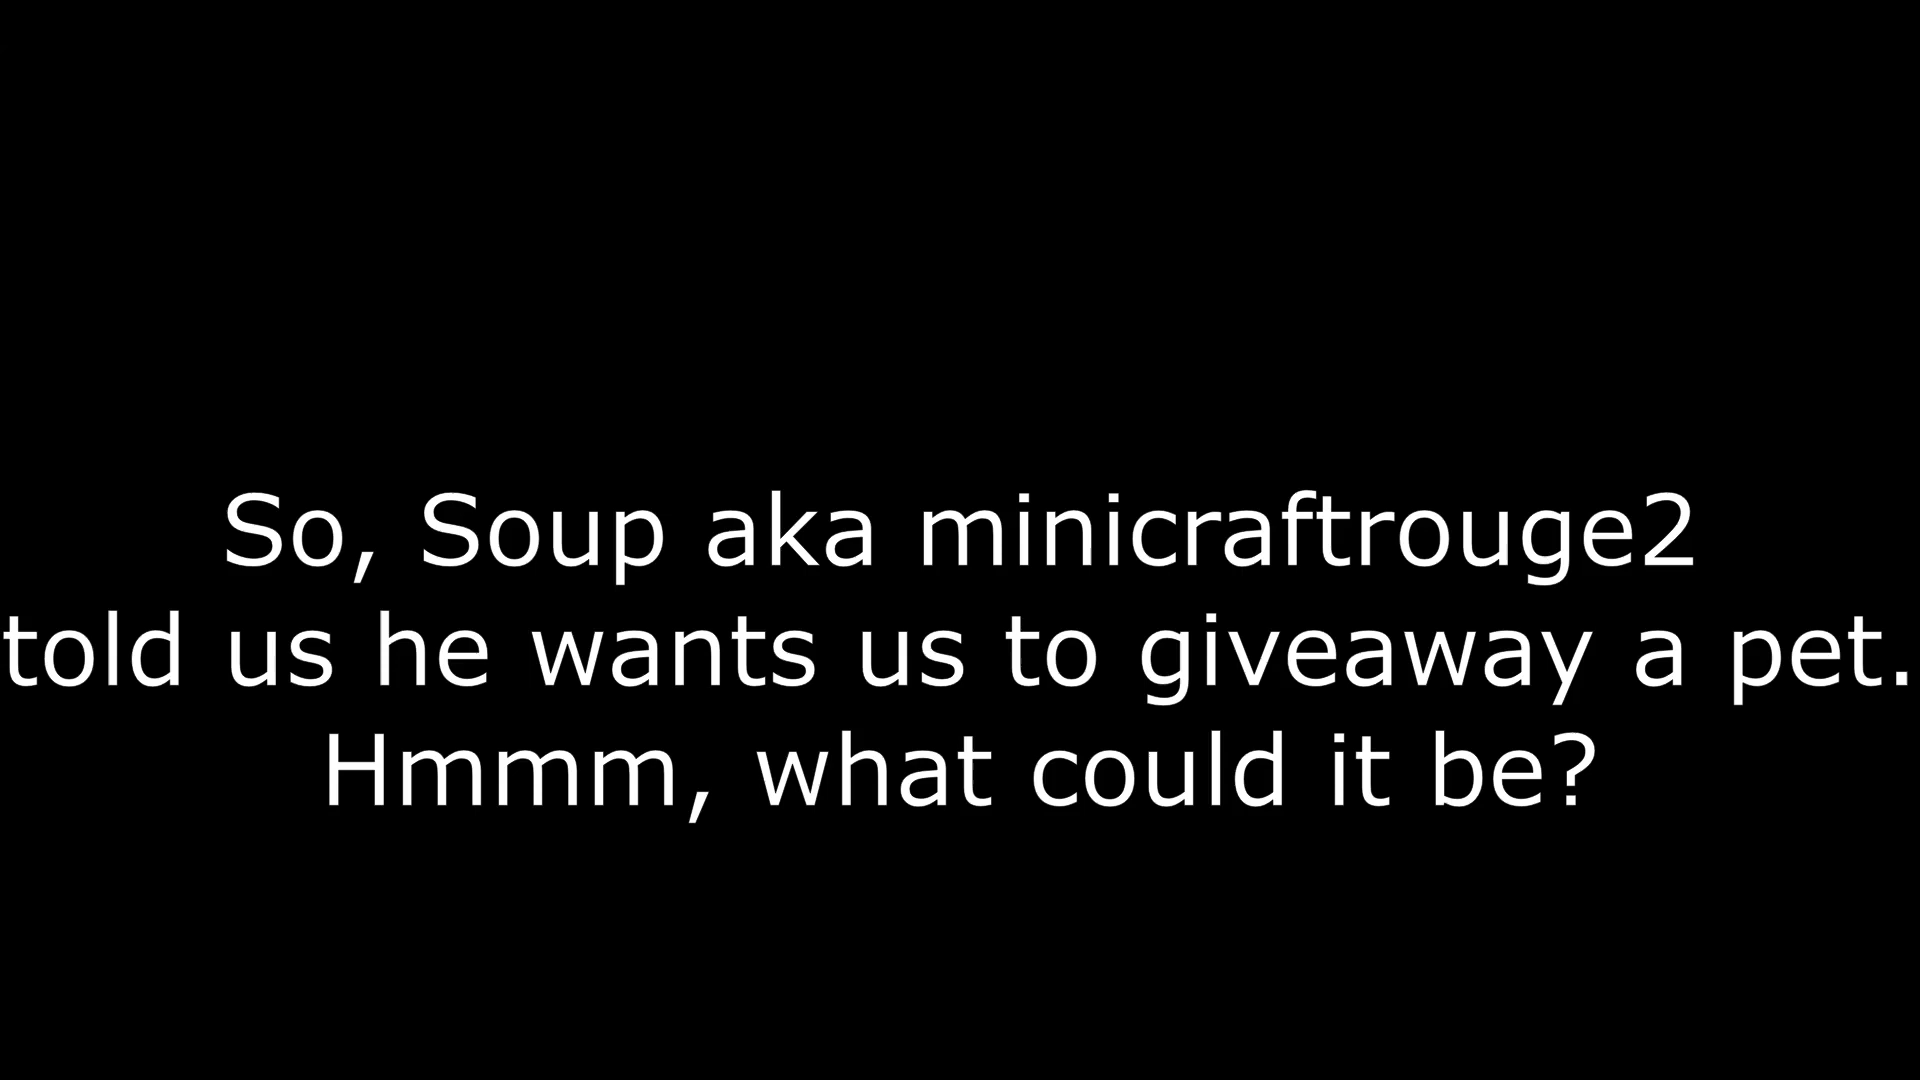 So, Soup aka minicraftrouge2
told us he wants us to giveaway a pet.
Hmmm, what could it be?